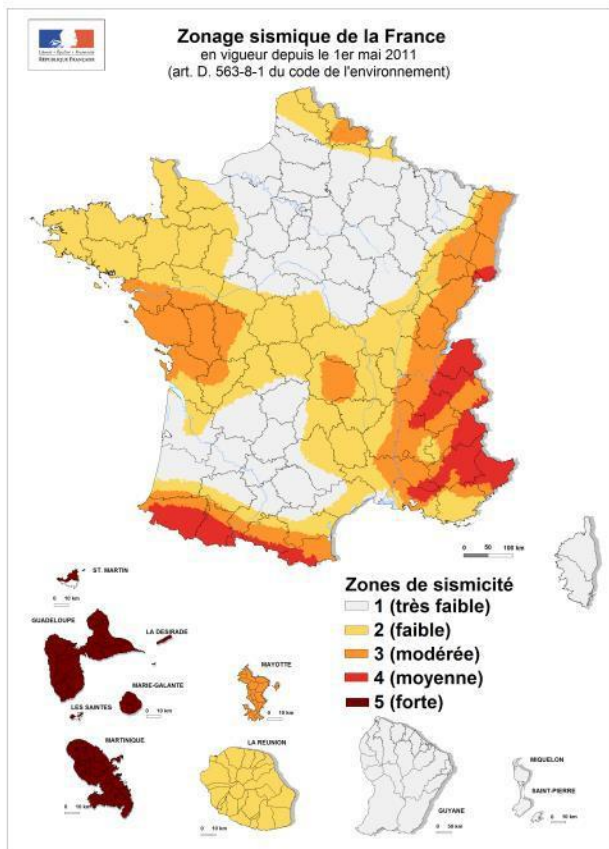 Liberté • Égalité • Fraternité
RÉPUBLIQUE FRANÇAISE
Zonage sismique de la France
en vigueur depuis le 1er mai 2011
(art. D. 563-8-1 du code de l'environnement)
0 50 100 km
ST. MARTIN
0 10 km
GUADELOUPE
LA DESIRADE
MARIE-GALANTE
0 10 km
LES SAINTES
0 10 km
MARTINIQUE
0 10 km
MAYOTTE
0 10 km
LA REUNION
0 10 km
Zones de sismicité
1 (très faible)
2 (faible)
3 (modérée)
4 (moyenne)
5 (forte)
GUYANE
0 50 km
MIQUELON
SAINT-PIERRE
0 10 km